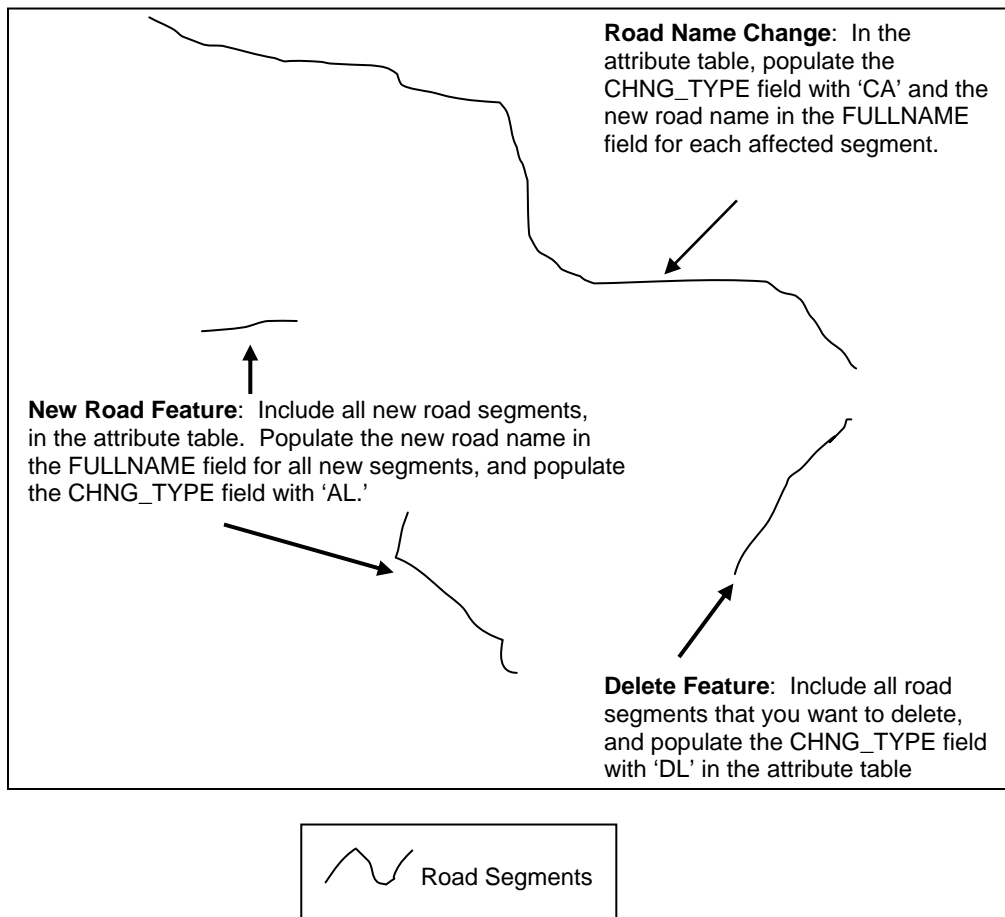 Road Name Change:  In the
attribute table, populate the
CHNG_TYPE field with ‘CA’ and the
new road name in the FULLNAME
field for each affected segment.
New Road Feature:  Include all new road segments,
in the attribute table.  Populate the new road name in
the FULLNAME field for all new segments, and populate
the CHNG_TYPE field with ‘AL.’
Delete Feature:  Include all road
segments that you want to delete,
and populate the CHNG_TYPE field
with ‘DL’ in the attribute table
Road Segments